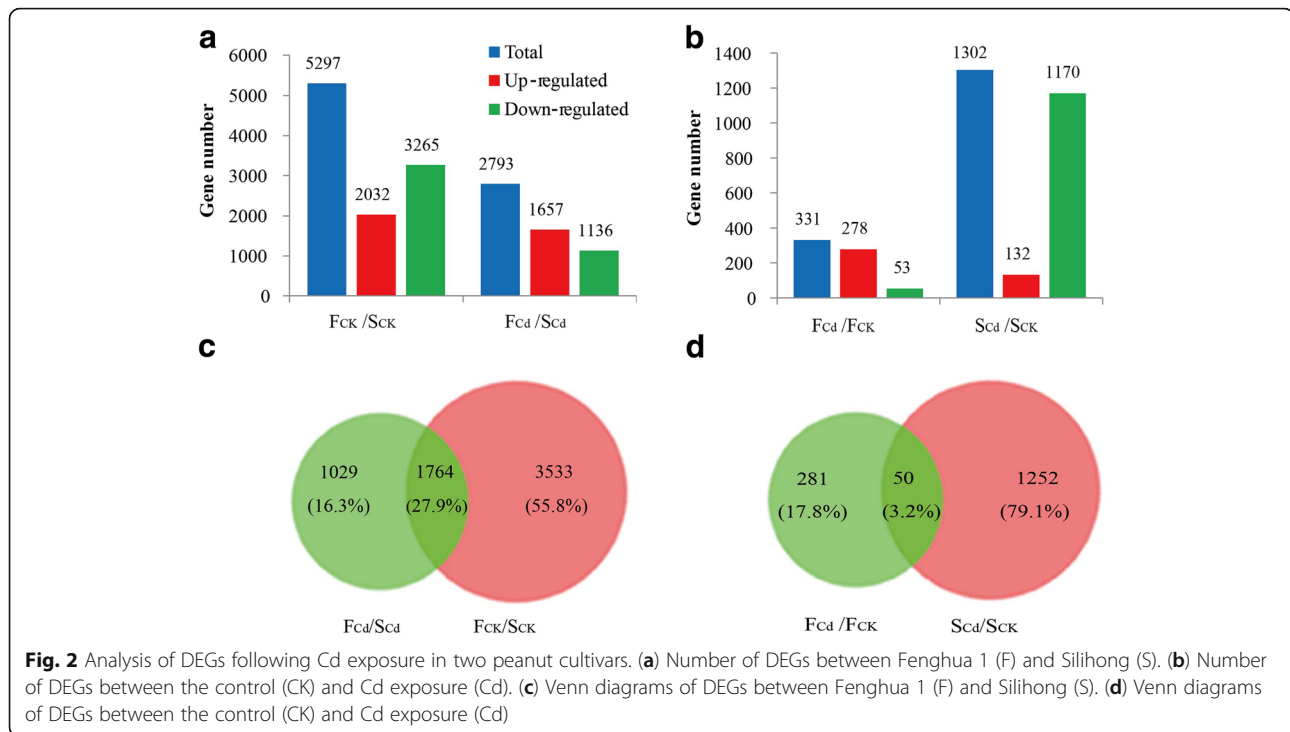 a
6000
5000
4000
3000
2000
1000
0
Gene number
5297
2032
3265
2793
1657
1136
Total
Up-regulated
Down-regulated
FCK /SCK
FCd /SCd
b
1400
1200
1000
800
600
400
200
0
Gene number
331
278
53
1302
132
1170
FCd /FCK
SCd /SCK
c
1029
(16.3%)
1764
(27.9%)
3533
(55.8%)
FCd/SCd
FCK/SCK
d
281
(17.8%)
50
(3.2%)
1252
(79.1%)
FCd /FCK
SCd/SCK
Fig. 2 Analysis of DEGs following Cd exposure in two peanut cultivars. (a) Number of DEGs between Fenghua 1 (F) and Silihong (S). (b) Number
of DEGs between the control (CK) and Cd exposure (Cd). (c) Venn diagrams of DEGs between Fenghua 1 (F) and Silihong (S). (d) Venn diagrams
of DEGs between the control (CK) and Cd exposure (Cd)